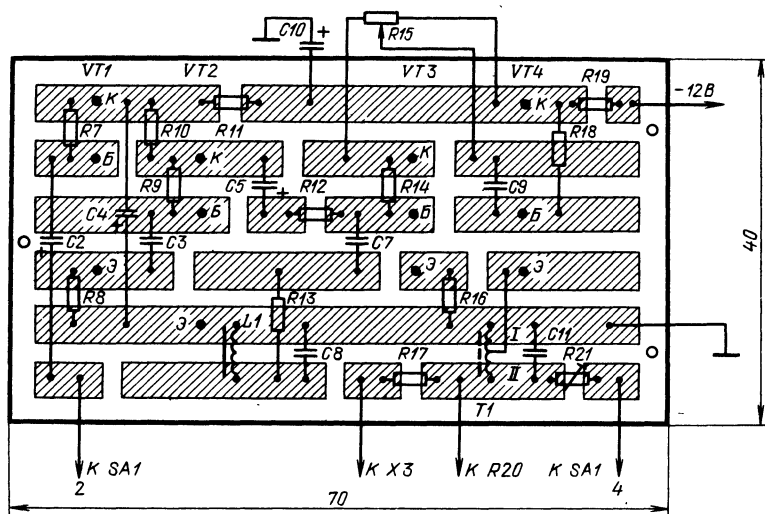 C10 + R15
VT1 VT2 VT3 VT4 R19
К К -12В
R7 R10 R11 R18
Б К К
R9 C5 + R12 R14 C9
C4 + Б Б Б
C2 + C3 C7
Э Э Э
R8 R13 R16
Э L1 I C11
C8 R17 II R21
T1
К SA1 К X3 К R20 К SA1
2 4
70
40